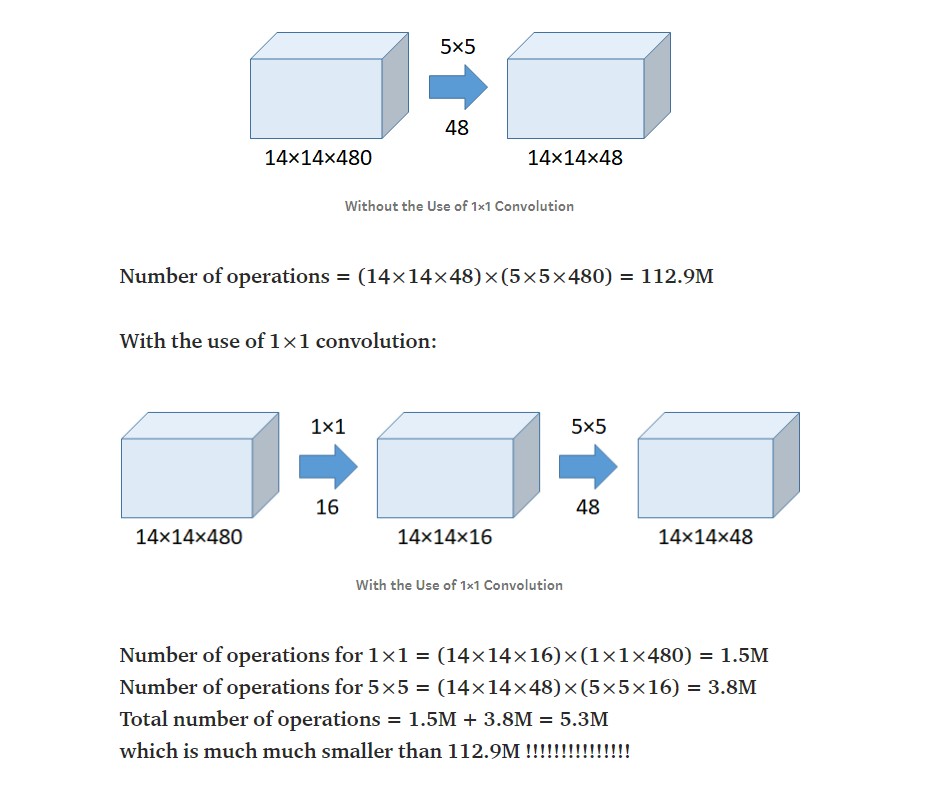 5×5
48
14×14×480
14×14×48
Without the Use of 1×1 Convolution
Number of operations = (14×14×48)×(5×5×480) = 112.9M
With the use of 1×1 convolution:
1×1
5×5
16
48
14×14×480
14×14×16
14×14×48
With the Use of 1×1 Convolution
Number of operations for 1×1 = (14×14×16)×(1×1×480) = 1.5M
Number of operations for 5×5 = (14×14×48)×(5×5×16) = 3.8M
Total number of operations = 1.5M + 3.8M = 5.3M
which is much much smaller than 112.9M !!!!!!!!!!!!!!!